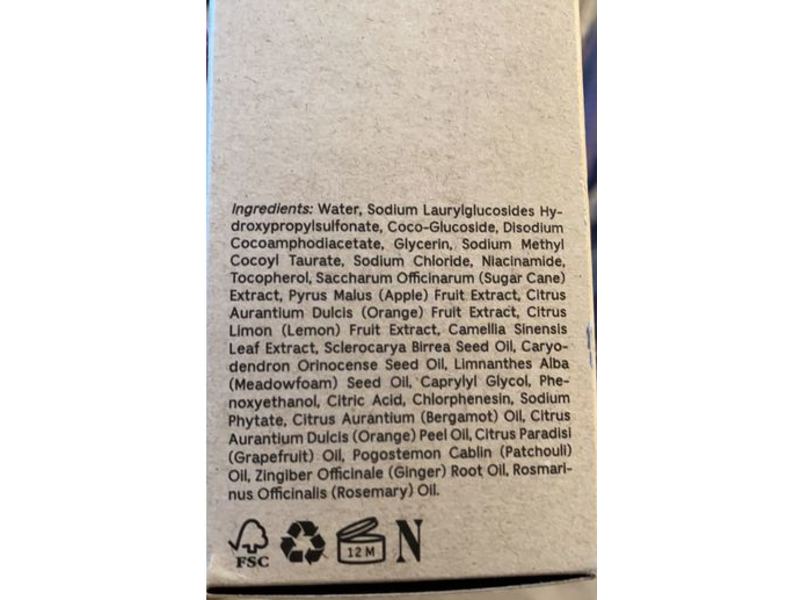 Ingredients: Water, Sodium Laurylglucosides Hy-
droxypropylsulfonate, Coco-Glucoside, Disodium
Cocoamphodiacetate, Glycerin, Sodium Methyl
Cocoyl Taurate, Sodium Chloride, Niacinamide,
Tocopherol, Saccharum Officinarum (Sugar Cane)
Extract, Pyrus Malus (Apple) Fruit Extract, Citrus
Aurantium Dulcis (Orange) Fruit Extract, Citrus
Limon (Lemon) Fruit Extract, Camellia Sinensis
Leaf Extract, Sclerocarya Birrea Seed Oil, Caryo-
dendron Orinocense Seed Oil, Limnanthes Alba
(Meadowfoam) Seed Oil, Caprylyl Glycol, Phe-
noxyethanol, Citric Acid, Chlorphenesin, Sodium
Phytate, Citrus Aurantium (Bergamot) Oil, Citrus
Aurantium Dulcis (Orange) Peel Oil, Citrus Paradisi
(Grapefruit) Oil, Pogostemon Cablin (Patchouli)
Oil, Zingiber Officinale (Ginger) Root Oil, Rosmari-
nus Officinalis (Rosemary) Oil.
FSC 12 M N